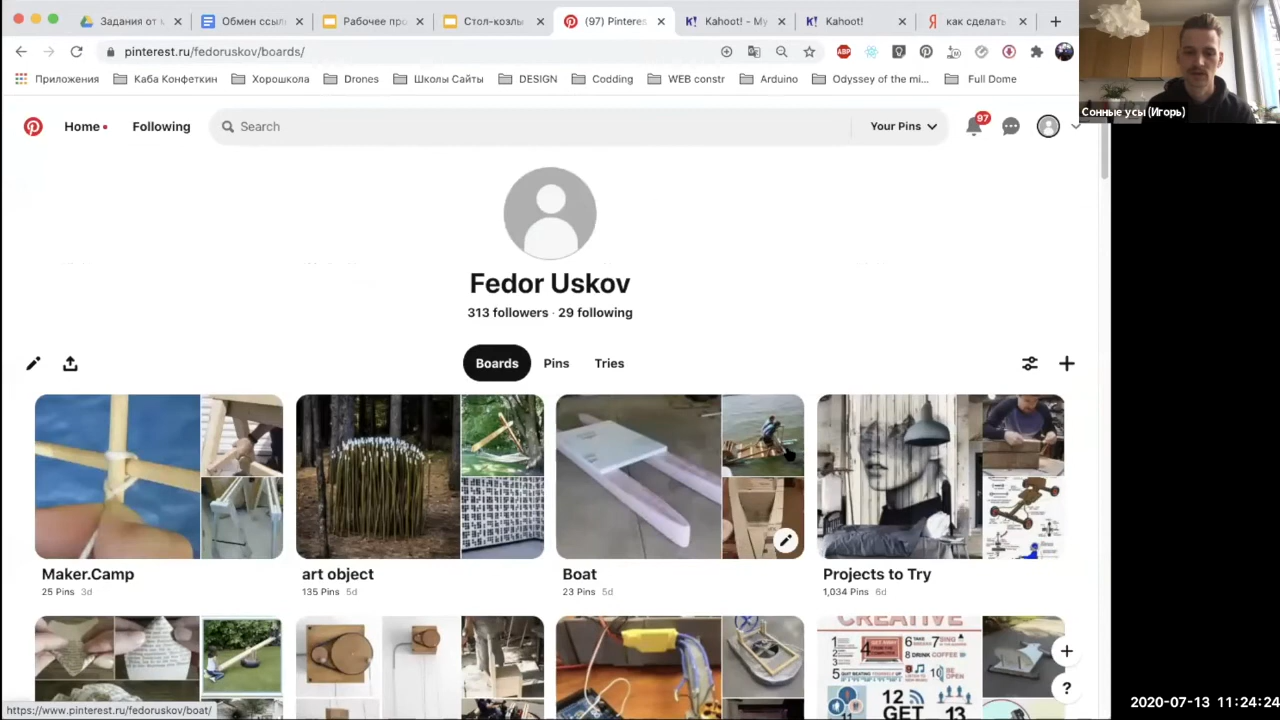 Задания от м
Обмен ссыл
Рабочее про
Стол-козлы
(97) Pinteres
Kahoot! - My
Kahoot!
как сделать
pinterest.ru/fedoruskov/boards/
ABP
Приложения
Каба Конфеткин
Хорошкола
Drones
Школы Сайты
DESIGN
Codding
WEB constr
Arduino
Odyssey of the mi...
Full Dome
Сонные усы (Игорь)
Home
Following
Search
Your Pins
97
Fedor Uskov
313 followers · 29 following
Boards
Pins
Tries
Maker.Camp
25 Pins 3d
art object
135 Pins 5d
Boat
23 Pins 5d
Projects to Try
1,034 Pins 6d
CREATIVE
12
GET
13
?
https://www.pinterest.ru/fedoruskov/boat/
2020-07-13 11:24:24